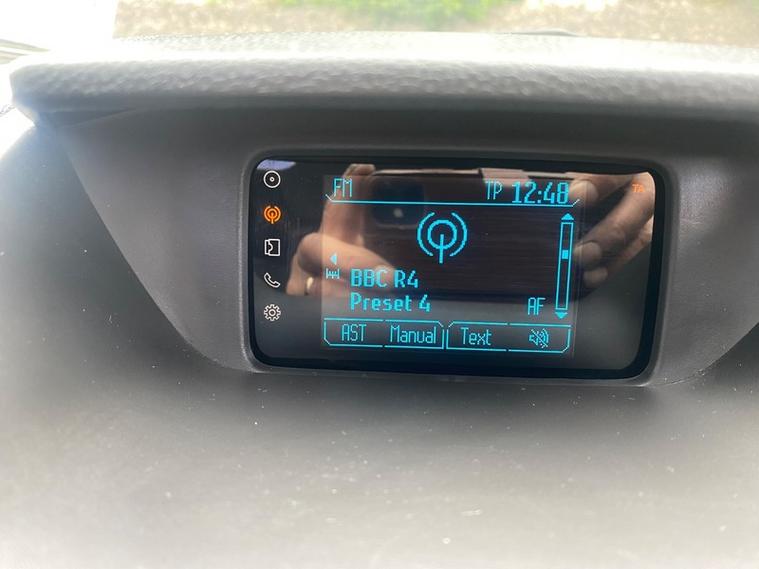 FM TP 12:48 TA
BBC R4
Preset 4 AF
AST Manual Text